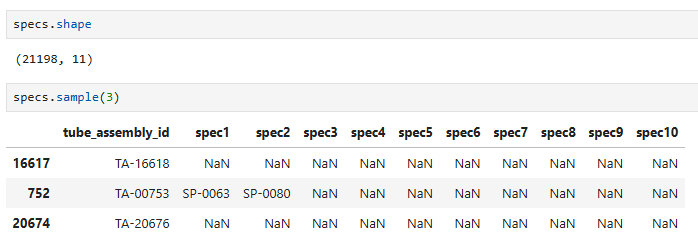 specs.shape
(21198, 11)
specs.sample(3)
tube_assembly_id spec1 spec2 spec3 spec4 spec5 spec6 spec7 spec8 spec9 spec10
16617 TA-16618 NaN NaN NaN NaN NaN NaN NaN NaN NaN NaN
752 TA-00753 SP-0063 SP-0080 NaN NaN NaN NaN NaN NaN NaN NaN
20674 TA-20676 NaN NaN NaN NaN NaN NaN NaN NaN NaN NaN